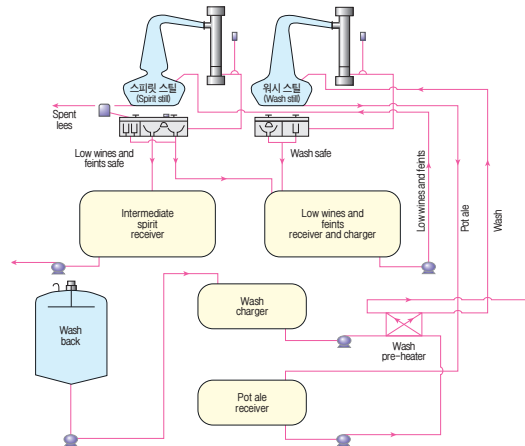 스피릿 스틸
(Spirit still)
워시 스틸
(Wash still)
Spent
lees
Low wines and
feints safe
Wash safe
Intermediate
spirit
receiver
Low wines and
feints
receiver and charger
Low wines and feints
Pot ale
Wash
Wash
back
Wash
charger
Wash
pre-heater
Pot ale
receiver